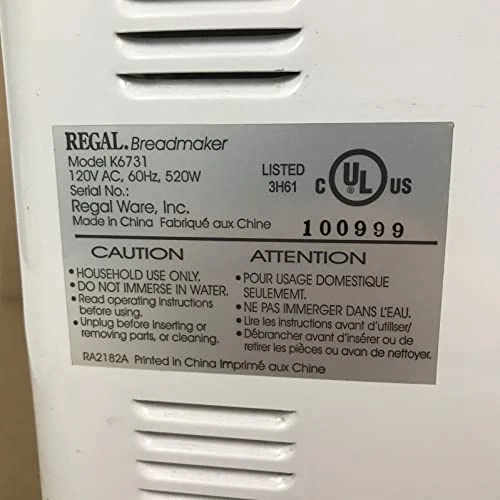 REGAL. Breadmaker
Model K6731
120V AC, 60Hz, 520W
Serial No.:
Regal Ware, Inc.
Made in China Fabriqué aux Chine
LISTED
3H61
C UL US
®
100999
CAUTION
• HOUSEHOLD USE ONLY.
• DO NOT IMMERSE IN WATER.
• Read operating instructions
before using.
• Unplug before inserting or
removing parts, or cleaning.
ATTENTION
• POUR USAGE DOMESTIQUE
SEULEMENT.
• NE PAS IMMERGER DANS L'EAU.
• Lire les instructions avant d'utiliser/
• Débrancher avant d'insérer ou de
retirer les pièces ou avan de nettoyer.
RA2182A Printed in China Imprimé aux Chine